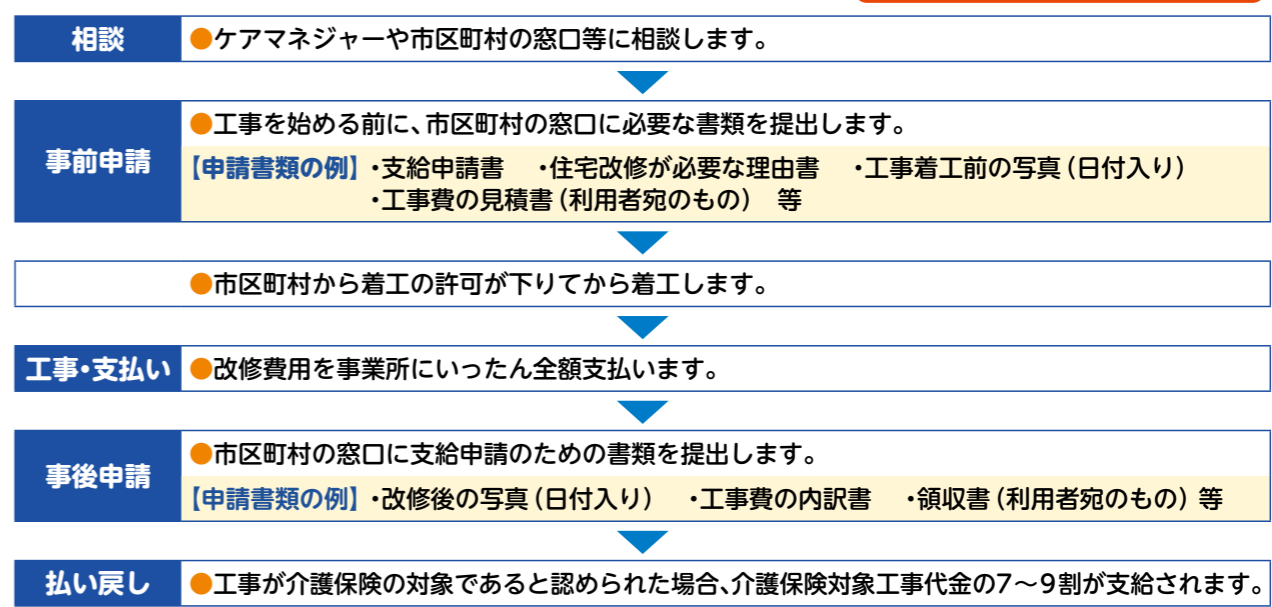 相談 ●ケアマネジャーや市区町村の窓口等に相談します。
事前申請
●工事を始める前に、市区町村の窓口に必要な書類を提出します。
【申請書類の例】・支給申請書 ・住宅改修が必要な理由書 ・工事着工前の写真(日付入り)
・工事費の見積書(利用者宛のもの) 等
●市区町村から着工の許可が下りてから着工します。
工事・支払い ●改修費用を事業所にいったん全額支払います。
事後申請
●市区町村の窓口に支給申請のための書類を提出します。
【申請書類の例】・改修後の写真(日付入り) ・工事費の内訳書 ・領収書(利用者宛のもの) 等
払い戻し ●工事が介護保険の対象であると認められた場合、介護保険対象工事代金の7〜9割が支給されます。